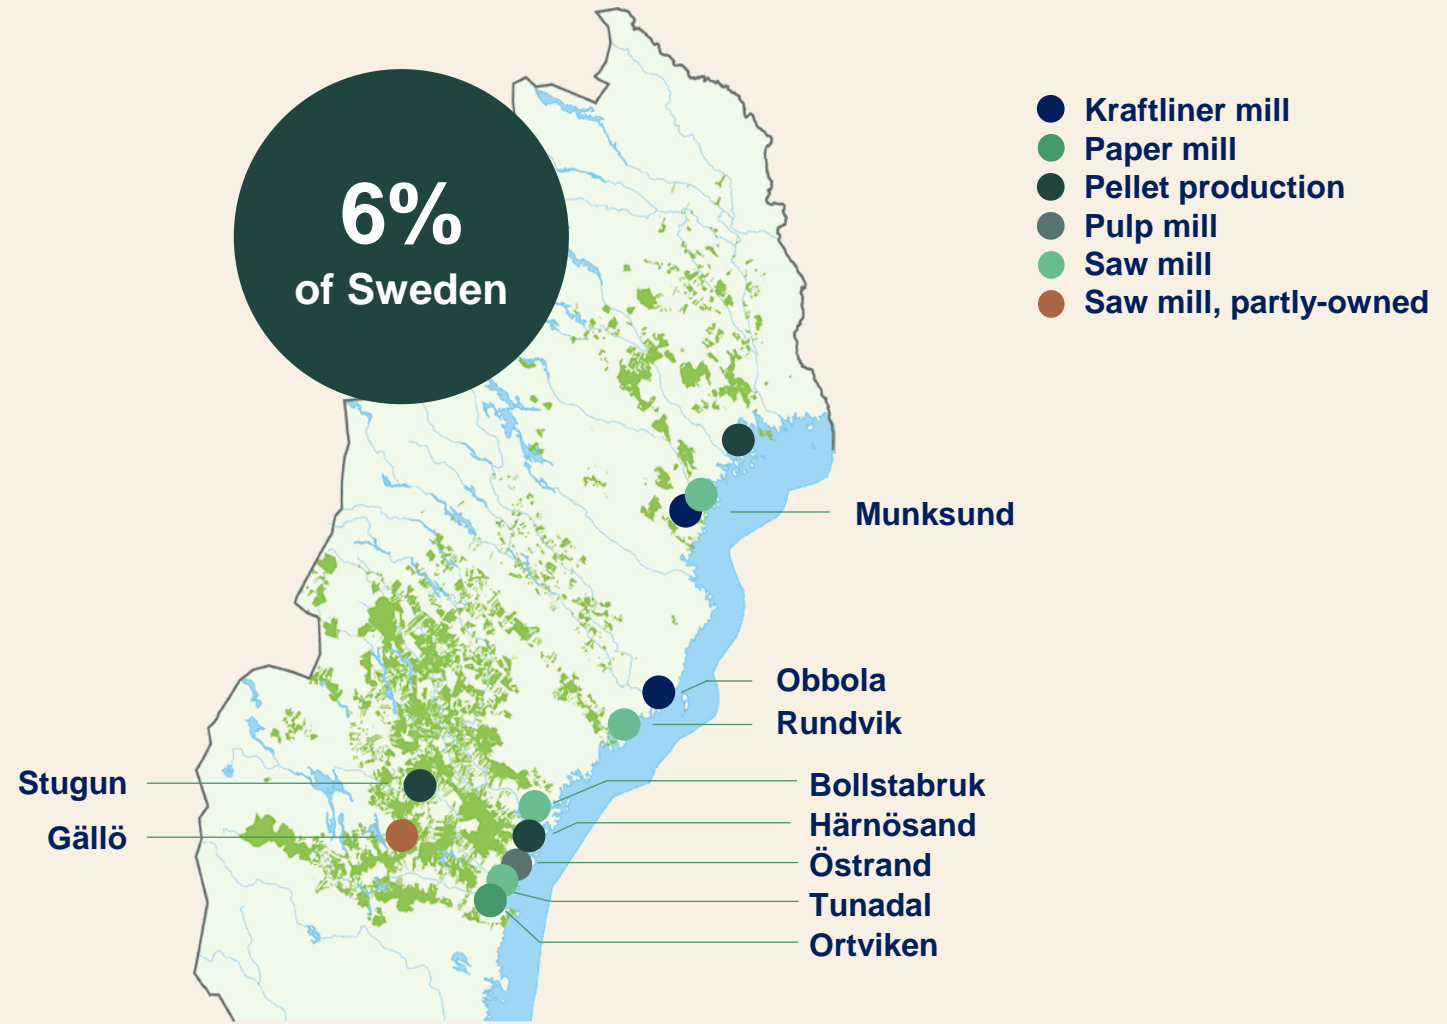 6%
of Sweden
Kraftliner mill
Paper mill
Pellet production
Pulp mill
Saw mill
Saw mill, partly-owned
Munksund
Obbola
Rundvik
Stugun
Gällö
Bollstabruk
Härnösand
Östrand
Tunadal
Ortviken